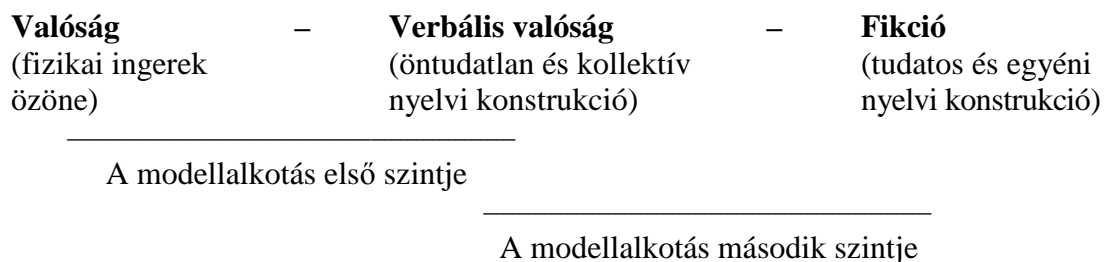 Valóság – Verbális valóság – Fikció
(fizikai ingerek (öntudatlan és kollektív (tudatos és egyéni
özöne) nyelvi konstrukció) nyelvi konstrukció)
A modellalkotás első szintje
A modellalkotás második szintje